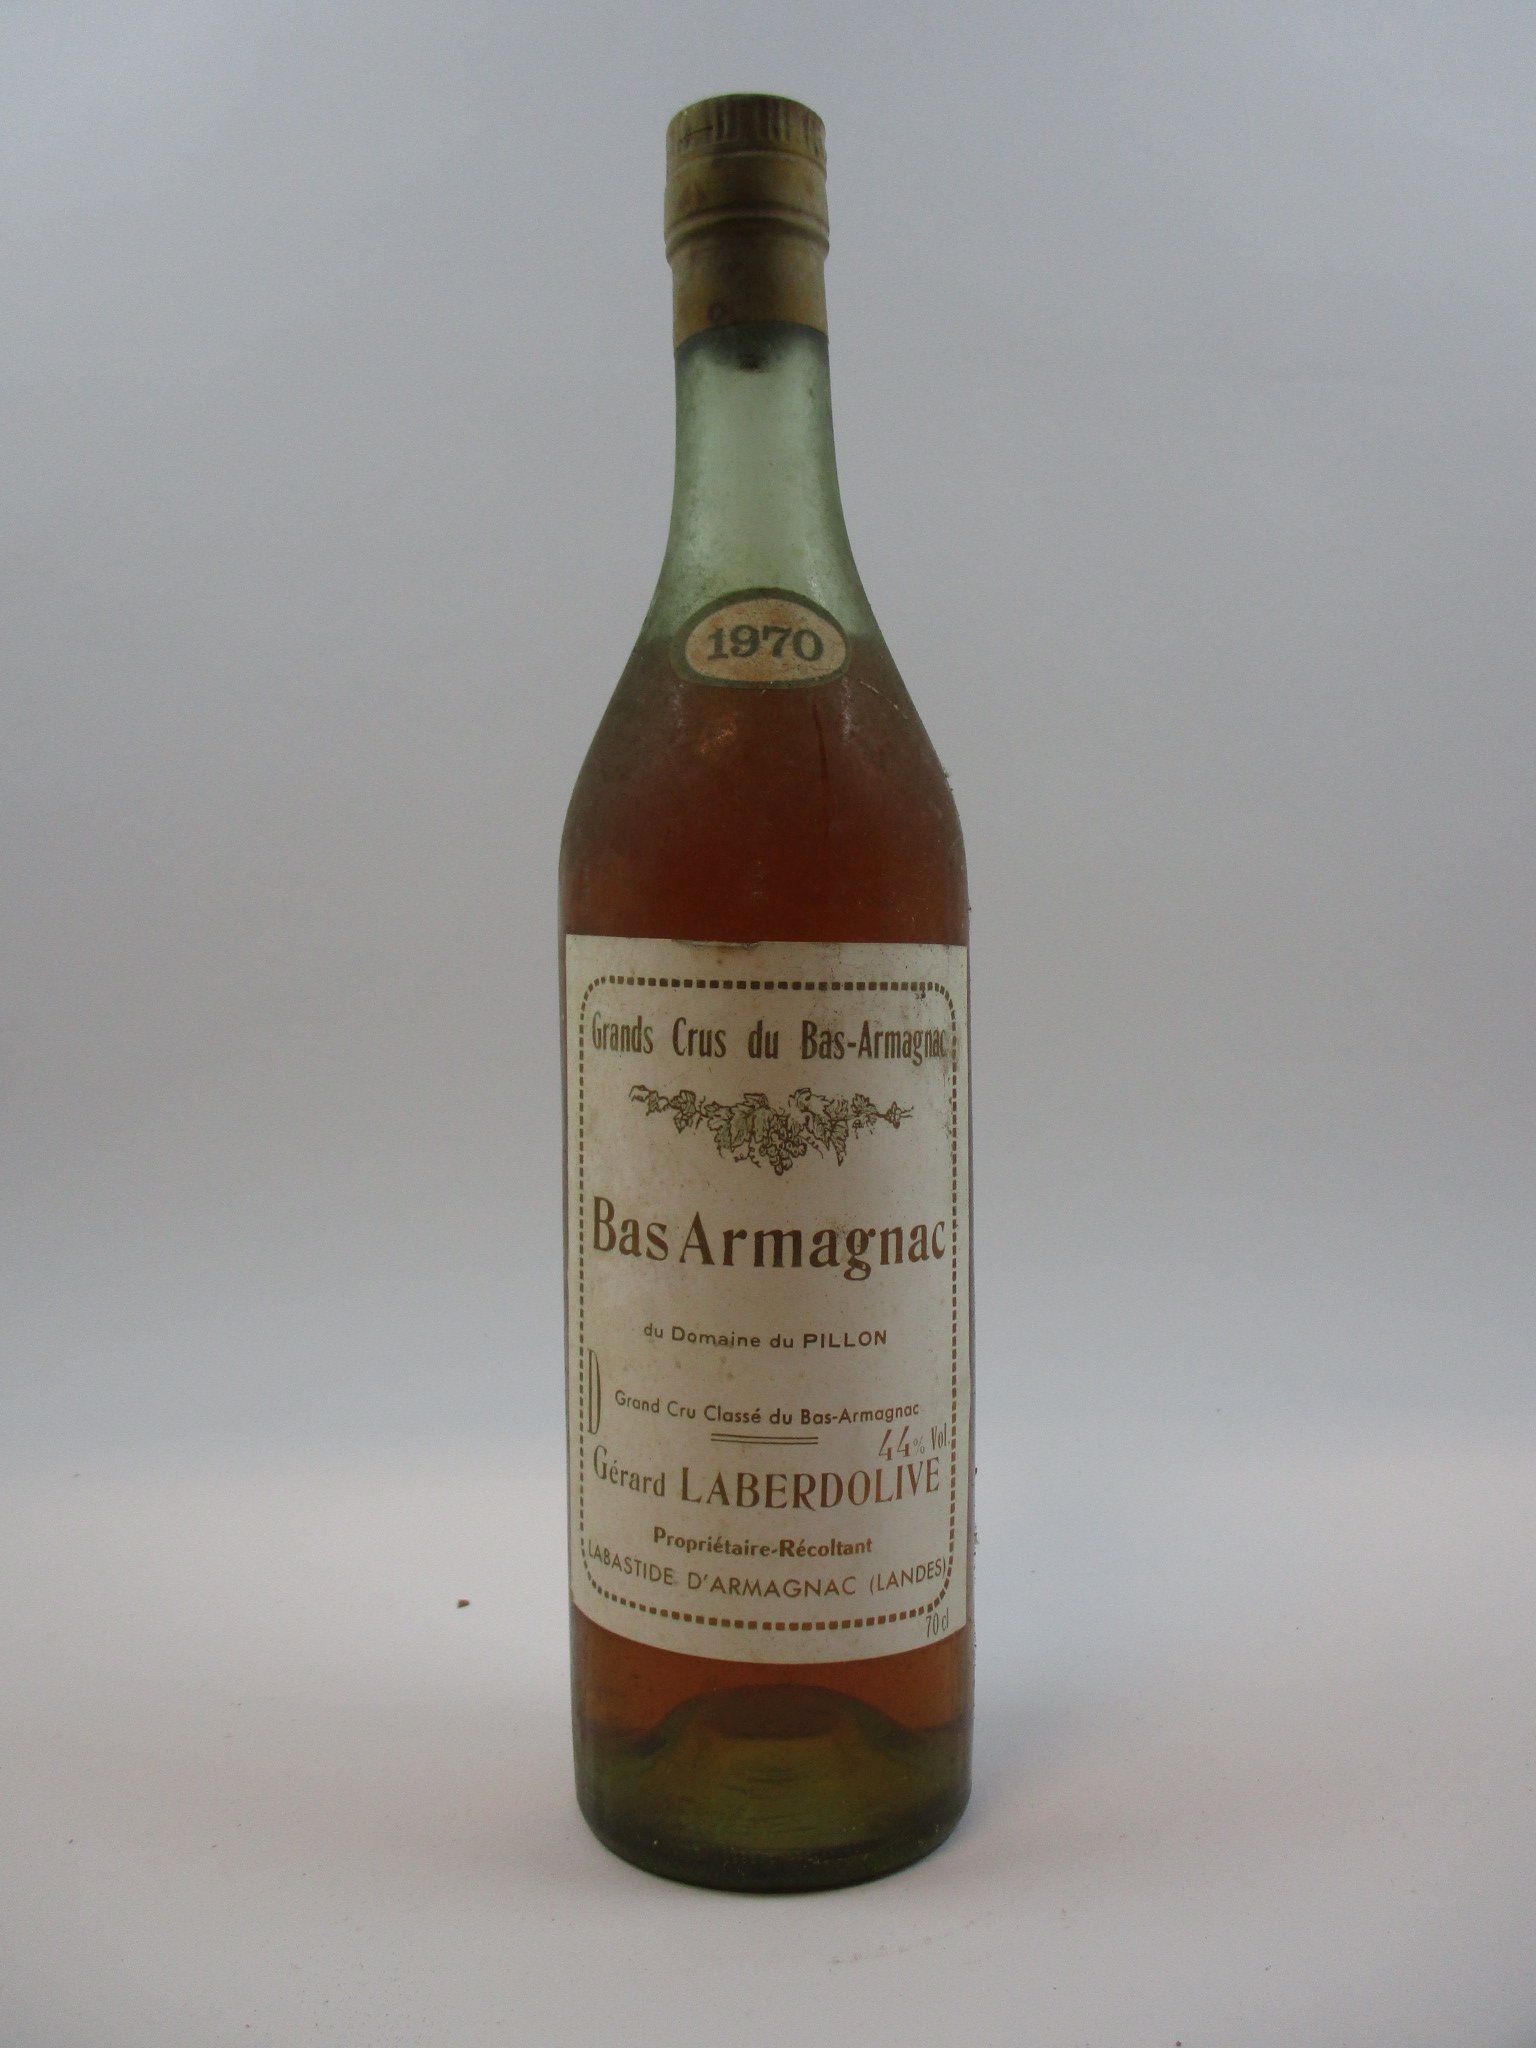 1970
Grands Crus du Bas-Armagnac
Bas Armagnac
du Domaine du PILLON
D
Grand Cru Classé du Bas-Armagnac
44% Vol.
Gérard LABERDOLIVE
Propriétaire-Récoltant
LABASTIDE D'ARMAGNAC (LANDES)
70 cl